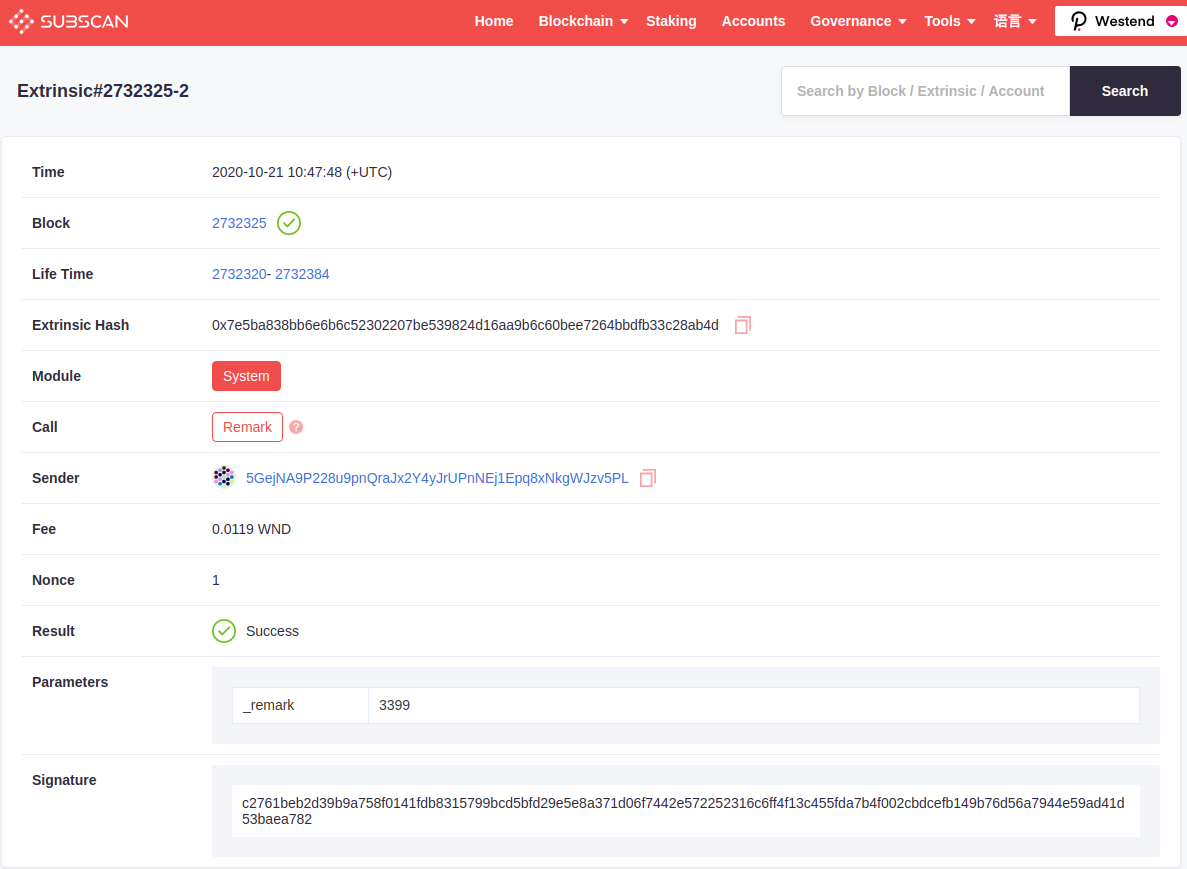 SUBSCAN Home Blockchain Staking Accounts Governance Tools 语言 Westend
Extrinsic#2732325-2 Search by Block / Extrinsic / Account Search
Time 2020-10-21 10:47:48 (+UTC)
Block 2732325
Life Time 2732320- 2732384
Extrinsic Hash 0x7e5ba838bb6e6b6c52302207be539824d16aa9b6c60bee7264bbdfb33c28ab4d
Module System
Call Remark ?
Sender 5GejNA9P228u9pnQraJx2Y4yJrUPnNEj1Epq8xNkgWJzv5PL
Fee 0.0119 WND
Nonce 1
Result Success
Parameters
_remark 3399
Signature
c2761beb2d39b9a758f0141fdb8315799bcd5bfd29e5e8a371d06f7442e572252316c6ff4f13c455fda7b4f002cbdcefb149b76d56a7944e59ad41d
53baea782